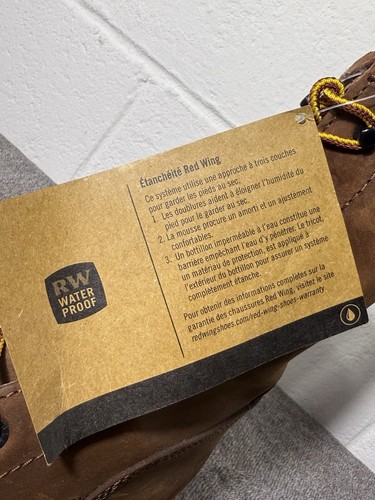 Étanchéité Red Wing
Ce système utilise une approche à trois couches
pour garder les pieds au sec.
1. Les doublures aident à éloigner l'humidité du
pied pour le garder au sec.
2. La mousse procure un amorti et un ajustement
confortables.
3. Un bottillon imperméable à l'eau constitue une
barrière empêchant l'eau d'y pénétrer. Le tricot,
un matériau de protection, est appliqué à
l'extérieur du bottillon pour assurer un système
complètement étanche.
Pour obtenir des informations complètes sur la
garantie des chaussures Red Wing, visitez le site
redwingshoes.com/red-wing-shoes-warranty
RW
WATER
PROOF